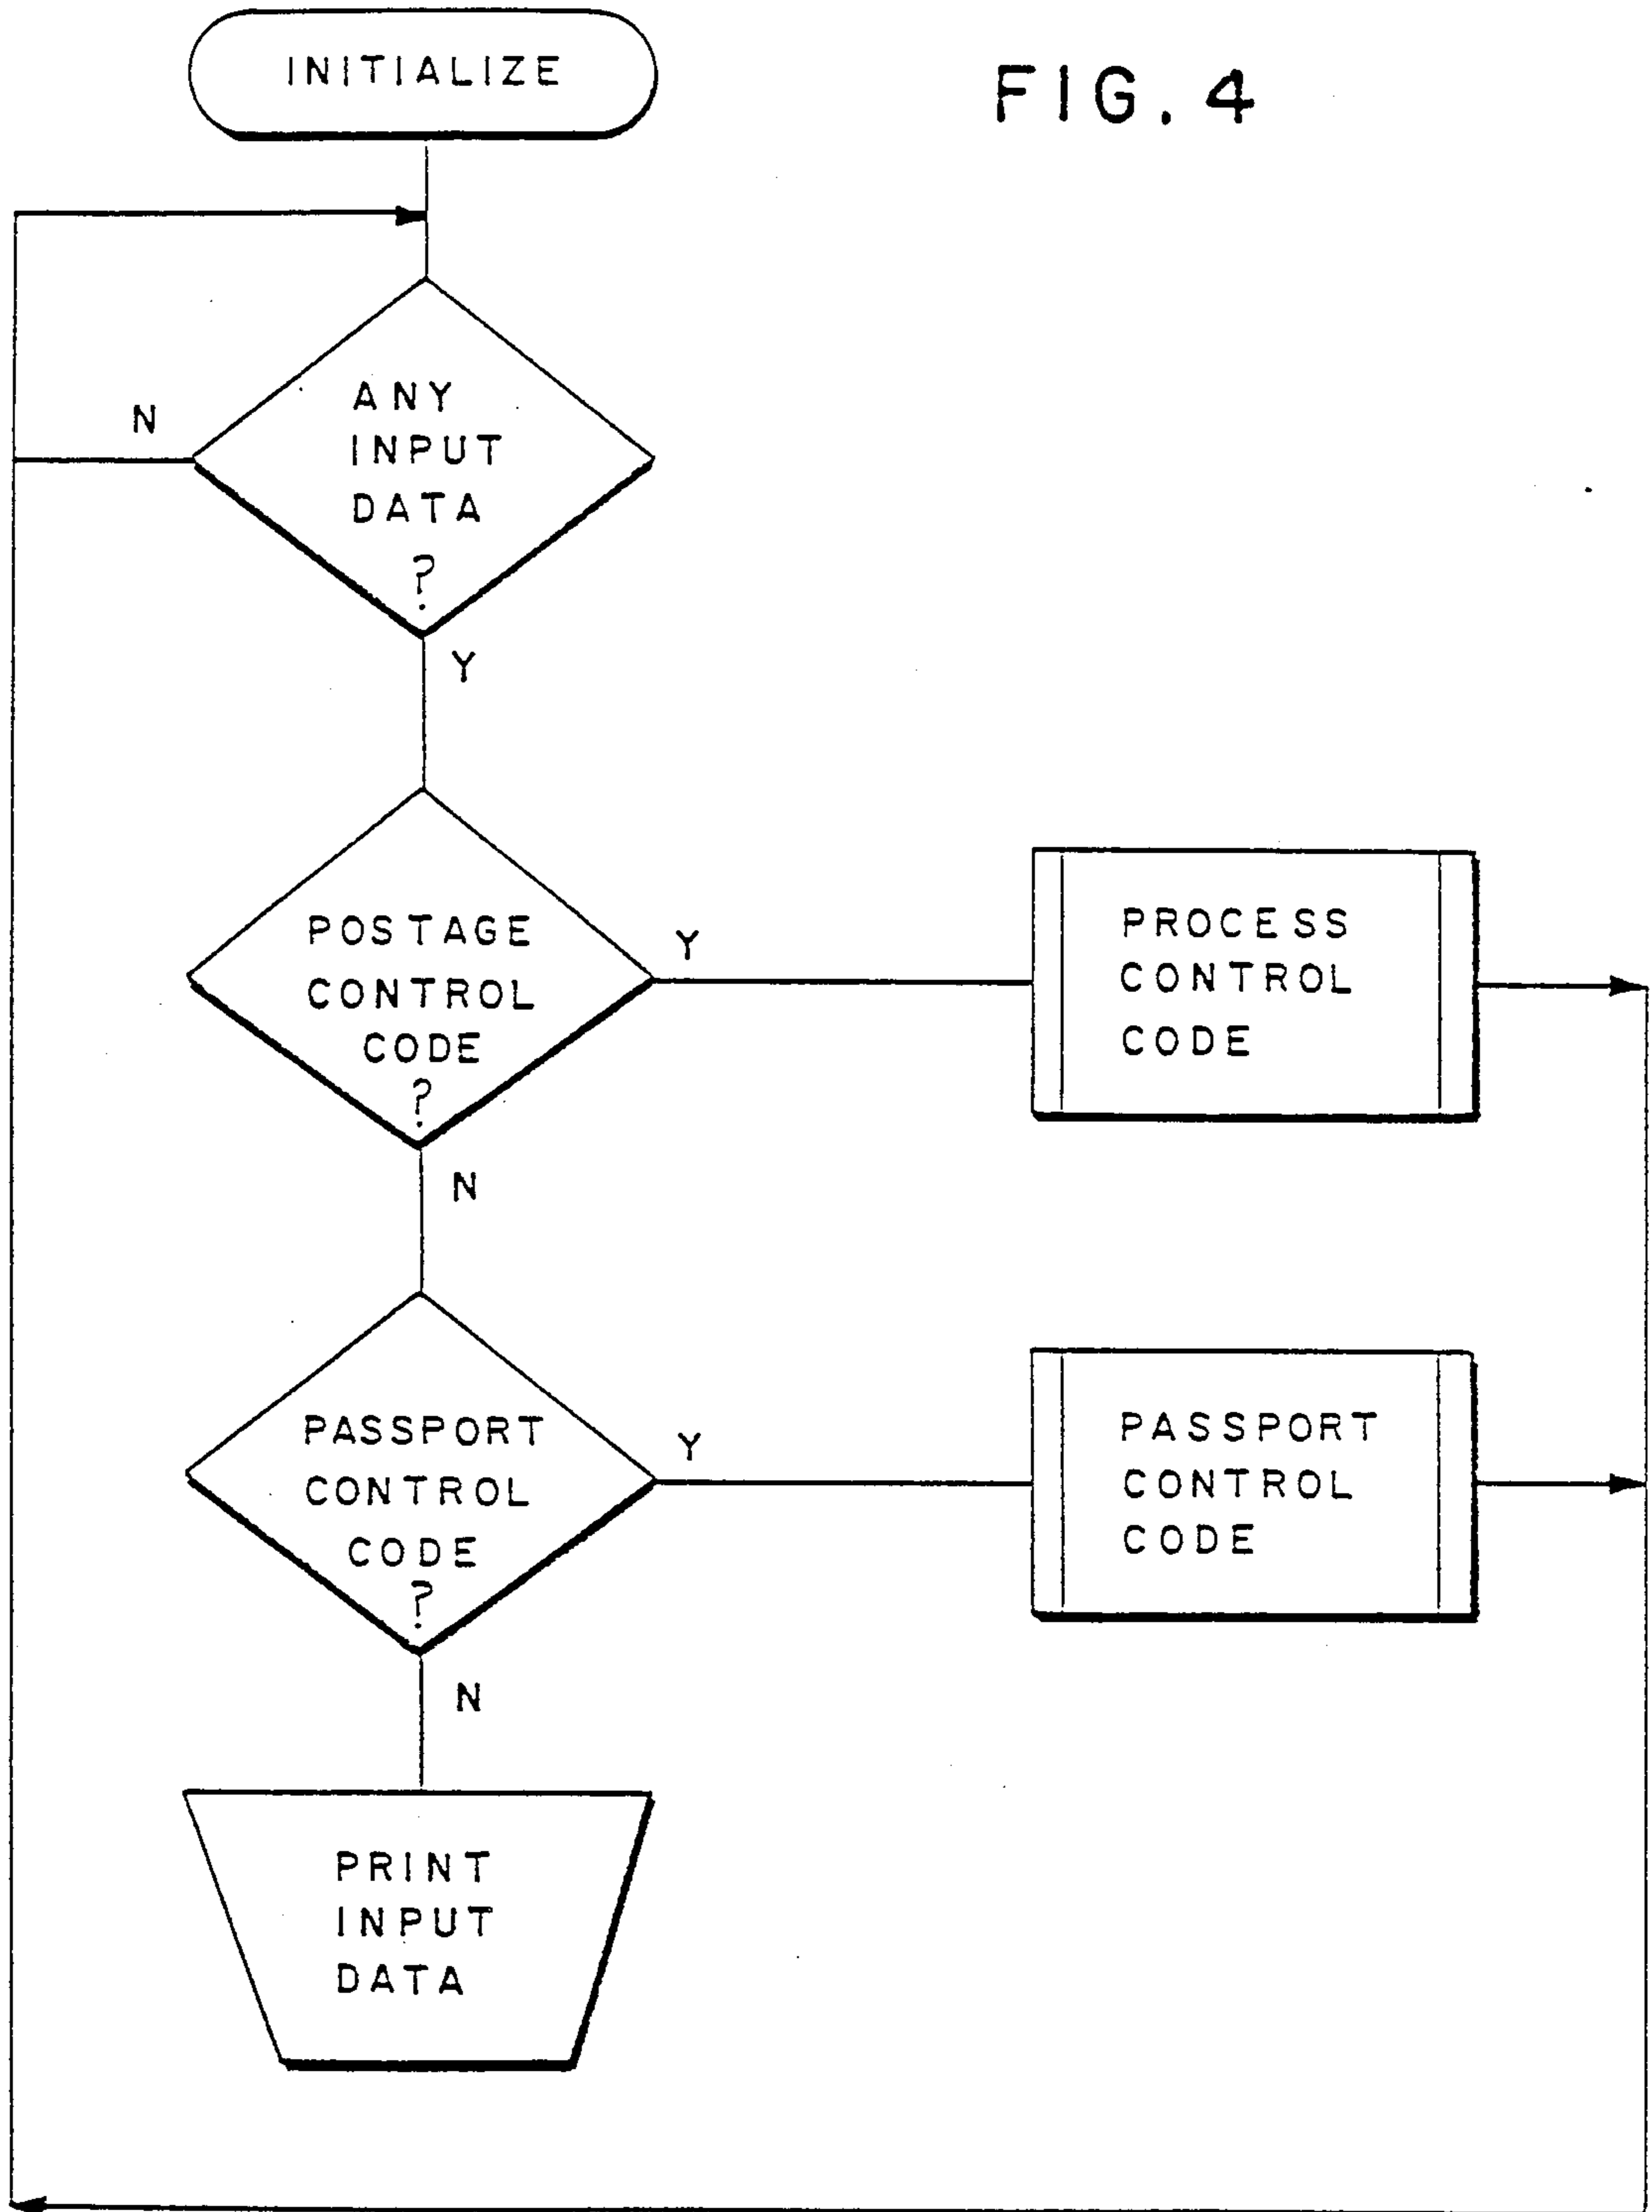 INITIALIZE
FIG. 4
N
ANY
INPUT
DATA
?
Y
POSTAGE
CONTROL
CODE
?
Y
PROCESS
CONTROL
CODE
N
PASSPORT
CONTROL
CODE
?
Y
PASSPORT
CONTROL
CODE
N
PRINT
INPUT
DATA